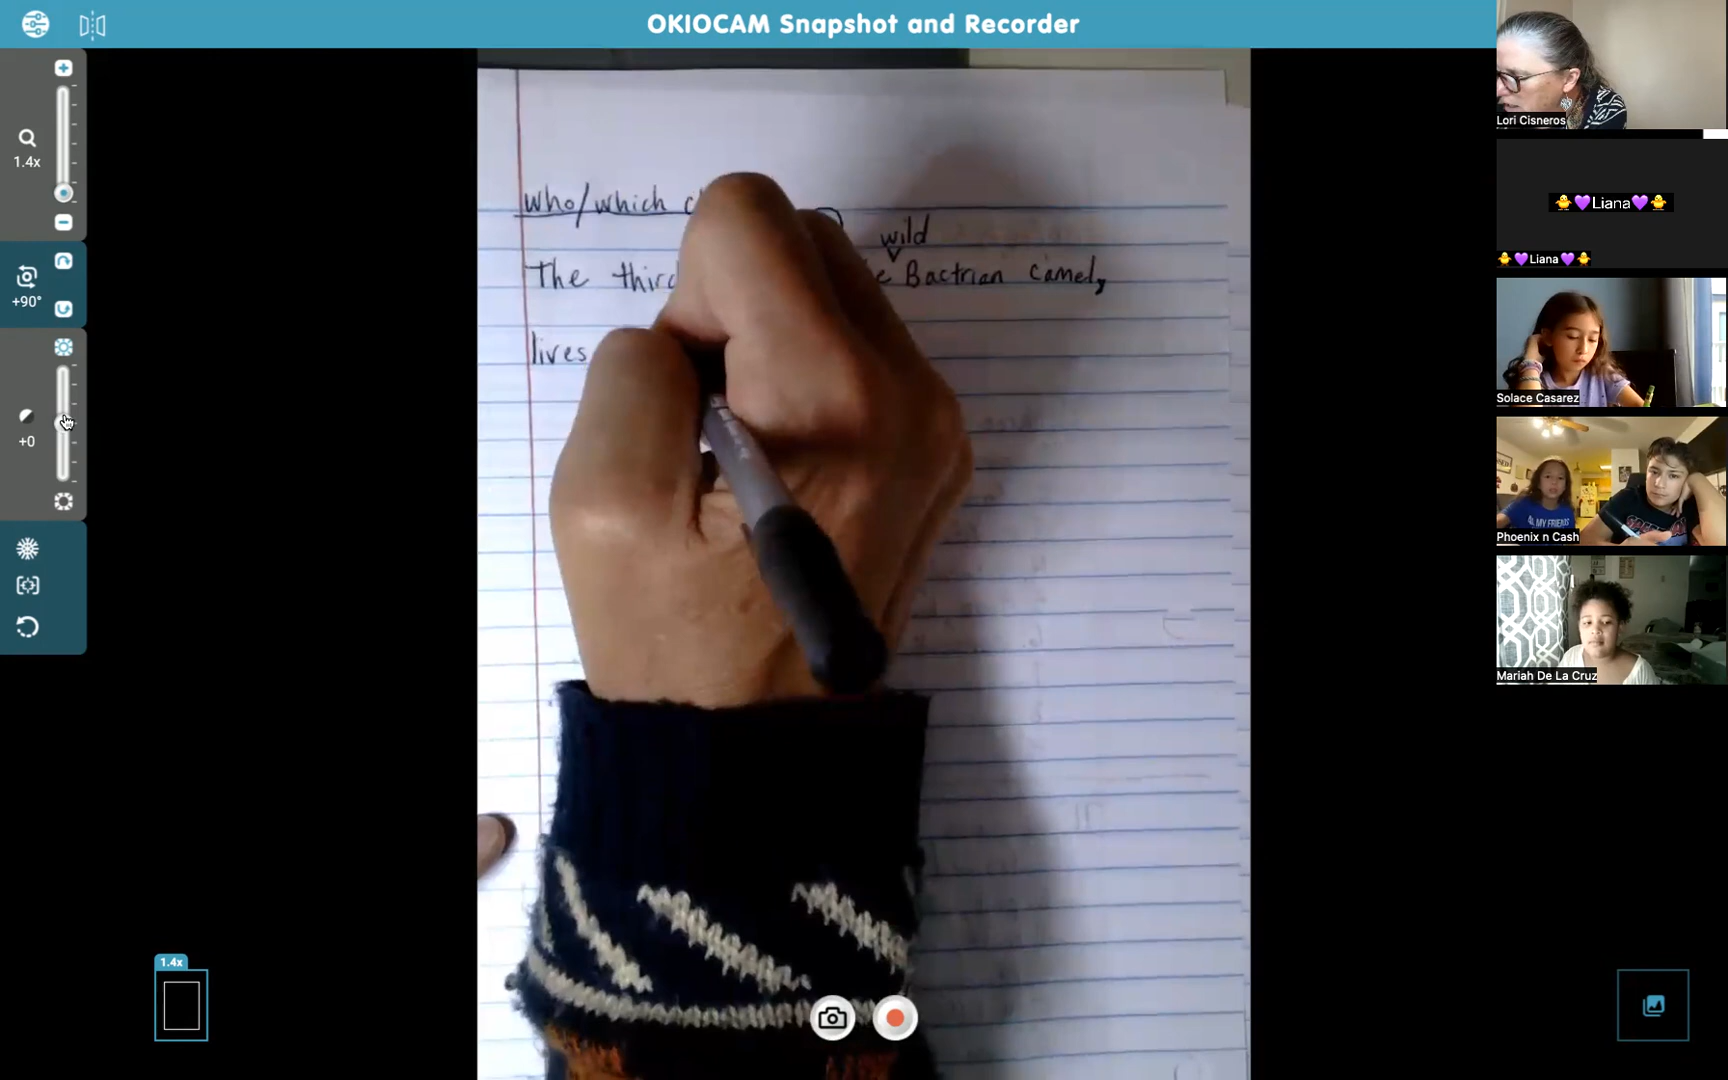 OKIOCAM Snapshot and Recorder
1.4x
+90°
+0
who/which
wild
The Bactrian camel,
lives
1.4x
Lori Cisneros
🐥💜Liana💜🐥
🐥💜Liana💜🐥
Solace Casarez
Phoenix n Cash
Mariah De La Cruz